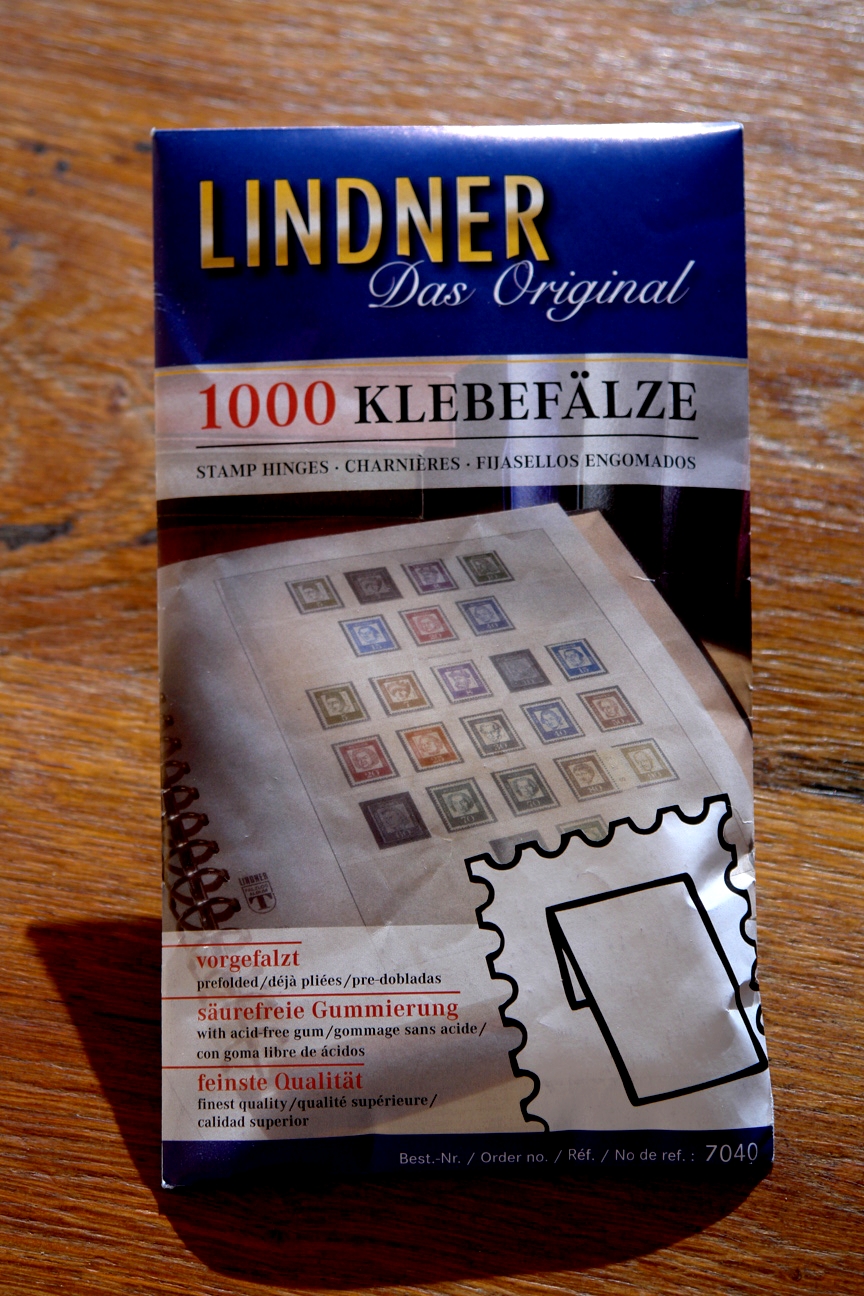 LINDNER
Das Original
1000 KLEBEFÄLZE
STAMP HINGES · CHARNIÈRES · FIJASELLOS ENGOMADOS
LINDNER
T
vorgefalzt
prefolded/déjà pliées/pre-dobladas
säurefreie Gummierung
with acid-free gum/gommage sans acide/
con goma libre de ácidos
feinste Qualität
finest quality/qualité supérieure/
calidad superior
Best.-Nr. / Order no. / Réf. / No de ref. : 7040